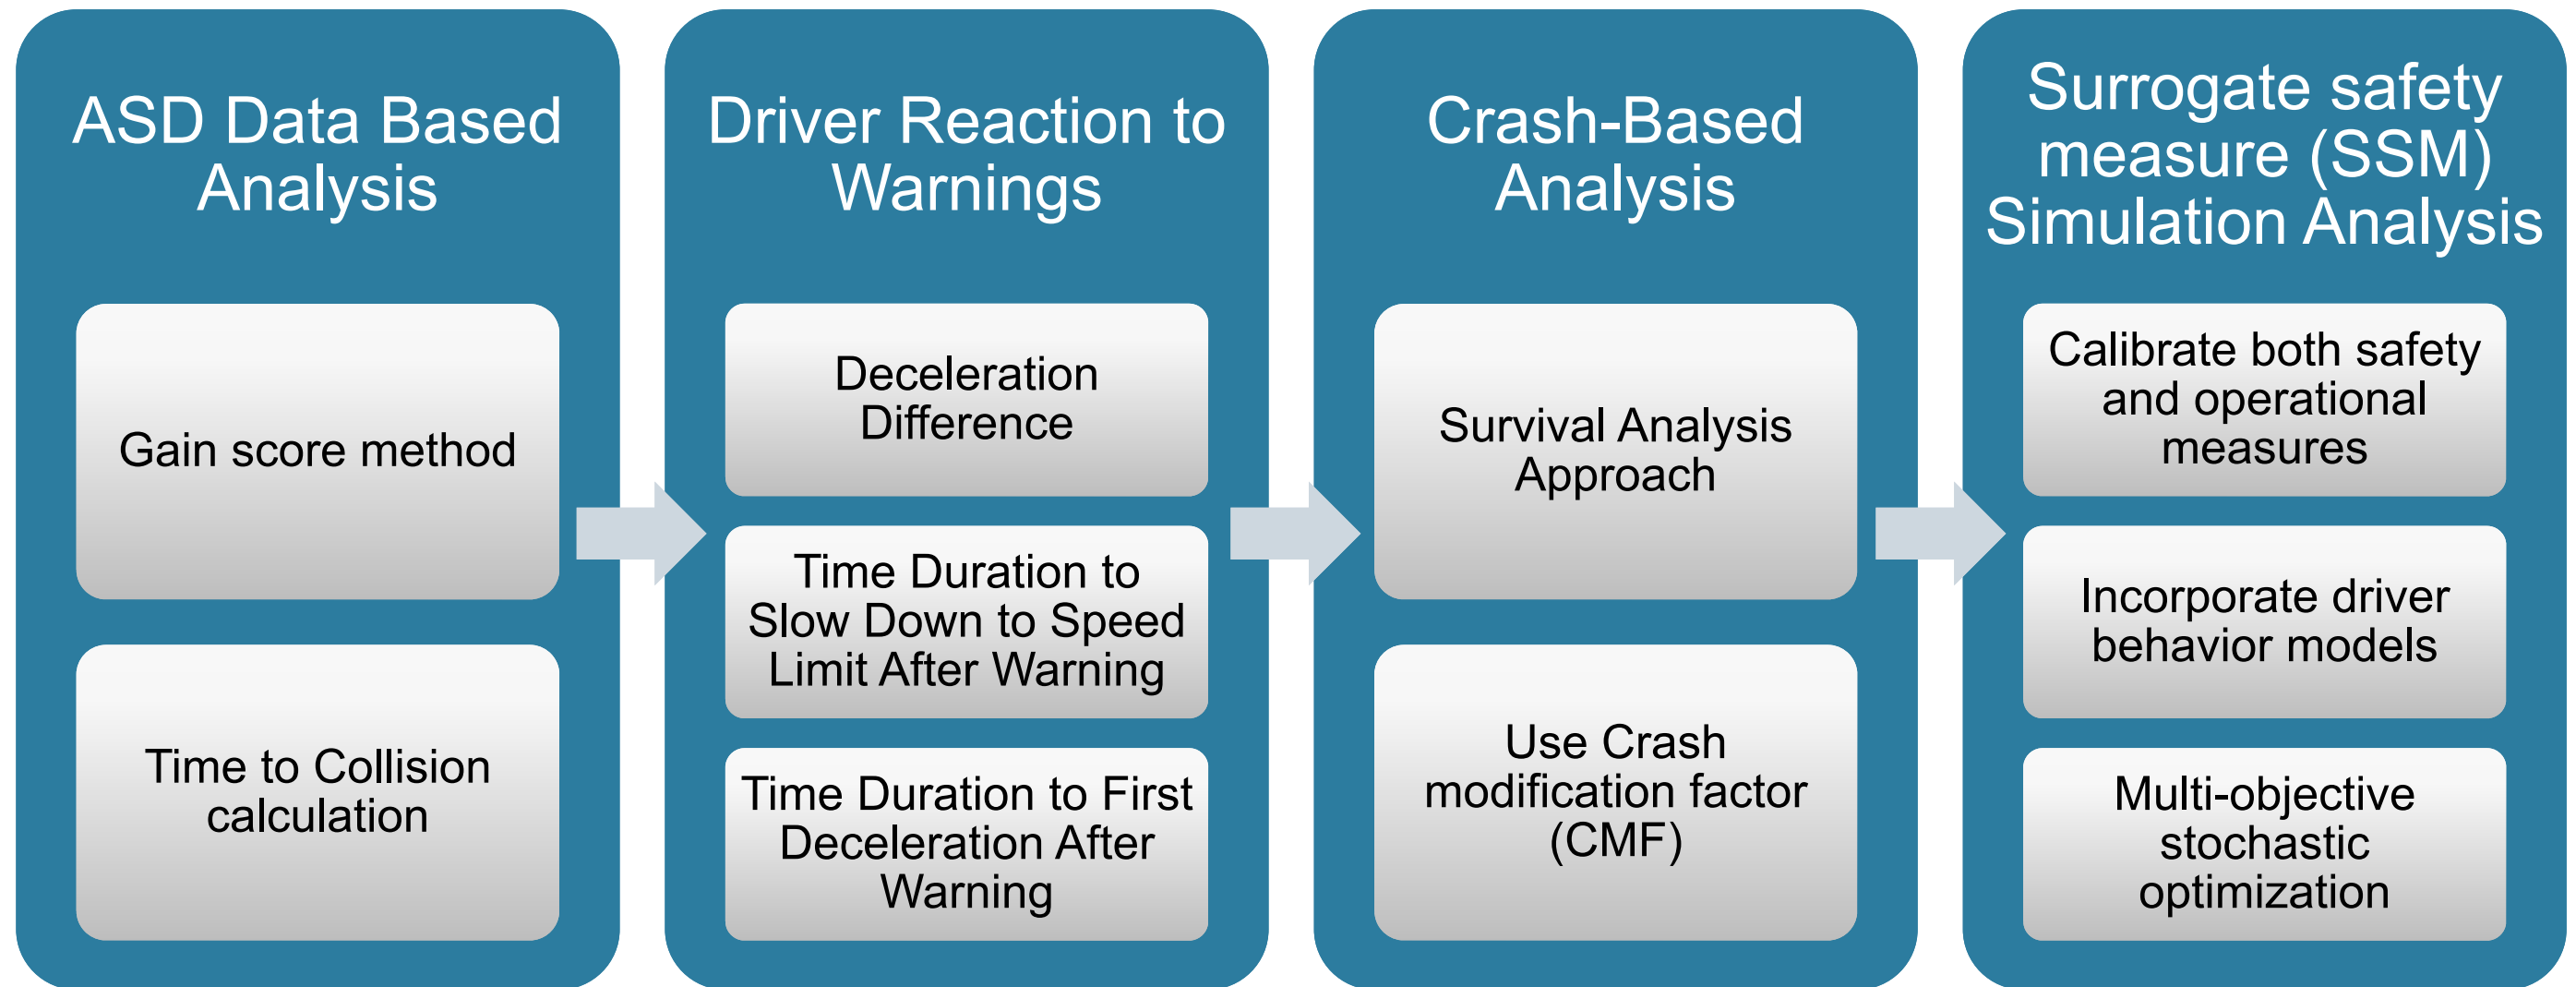 ASD Data Based
Analysis
Gain score method
Time to Collision
calculation
Driver Reaction to
Warnings
Deceleration
Difference
Time Duration to
Slow Down to Speed
Limit After Warning
Time Duration to First
Deceleration After
Warning
Crash-Based
Analysis
Survival Analysis
Approach
Use Crash
modification factor
(CMF)
Surrogate safety
measure (SSM)
Simulation Analysis
Calibrate both safety
and operational
measures
Incorporate driver
behavior models
Multi-objective
stochastic
optimization